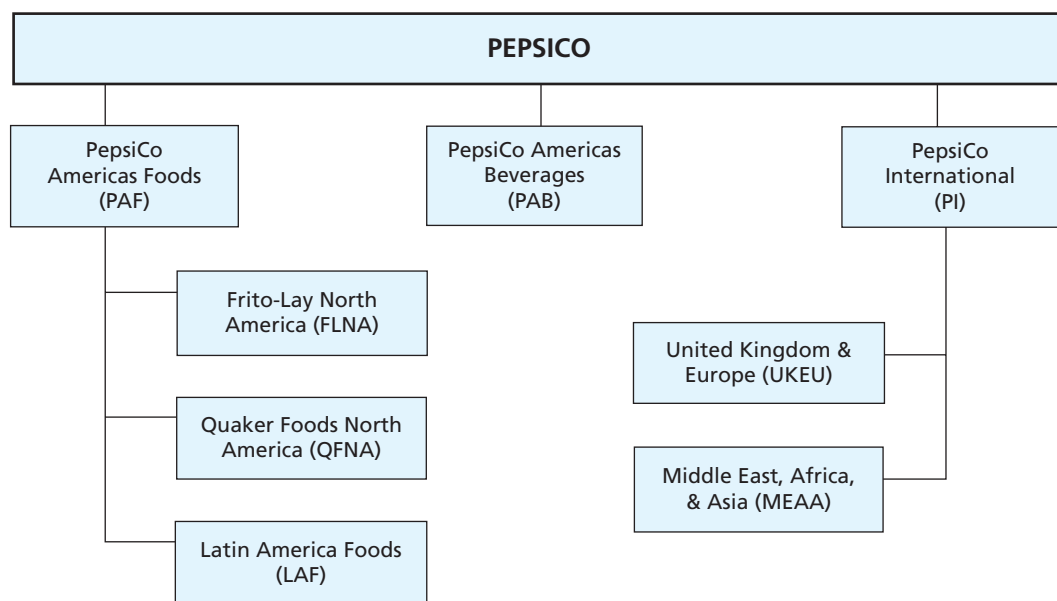 PEPSICO
PepsiCo
Americas Foods
(PAF)
PepsiCo Americas
Beverages
(PAB)
PepsiCo
International
(PI)
Frito-Lay North
America (FLNA)
Quaker Foods North
America (QFNA)
Latin America Foods
(LAF)
United Kingdom &
Europe (UKEU)
Middle East, Africa,
& Asia (MEAA)